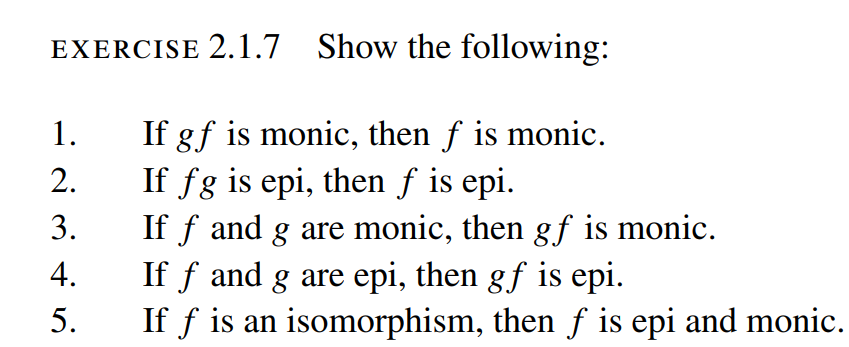 EXERCISE 2.1.7 Show the following:
1. If gf is monic, then f is monic.
2. If fg is epi, then f is epi.
3. If f and g are monic, then gf is monic.
4. If f and g are epi, then gf is epi.
5. If f is an isomorphism, then f is epi and monic.